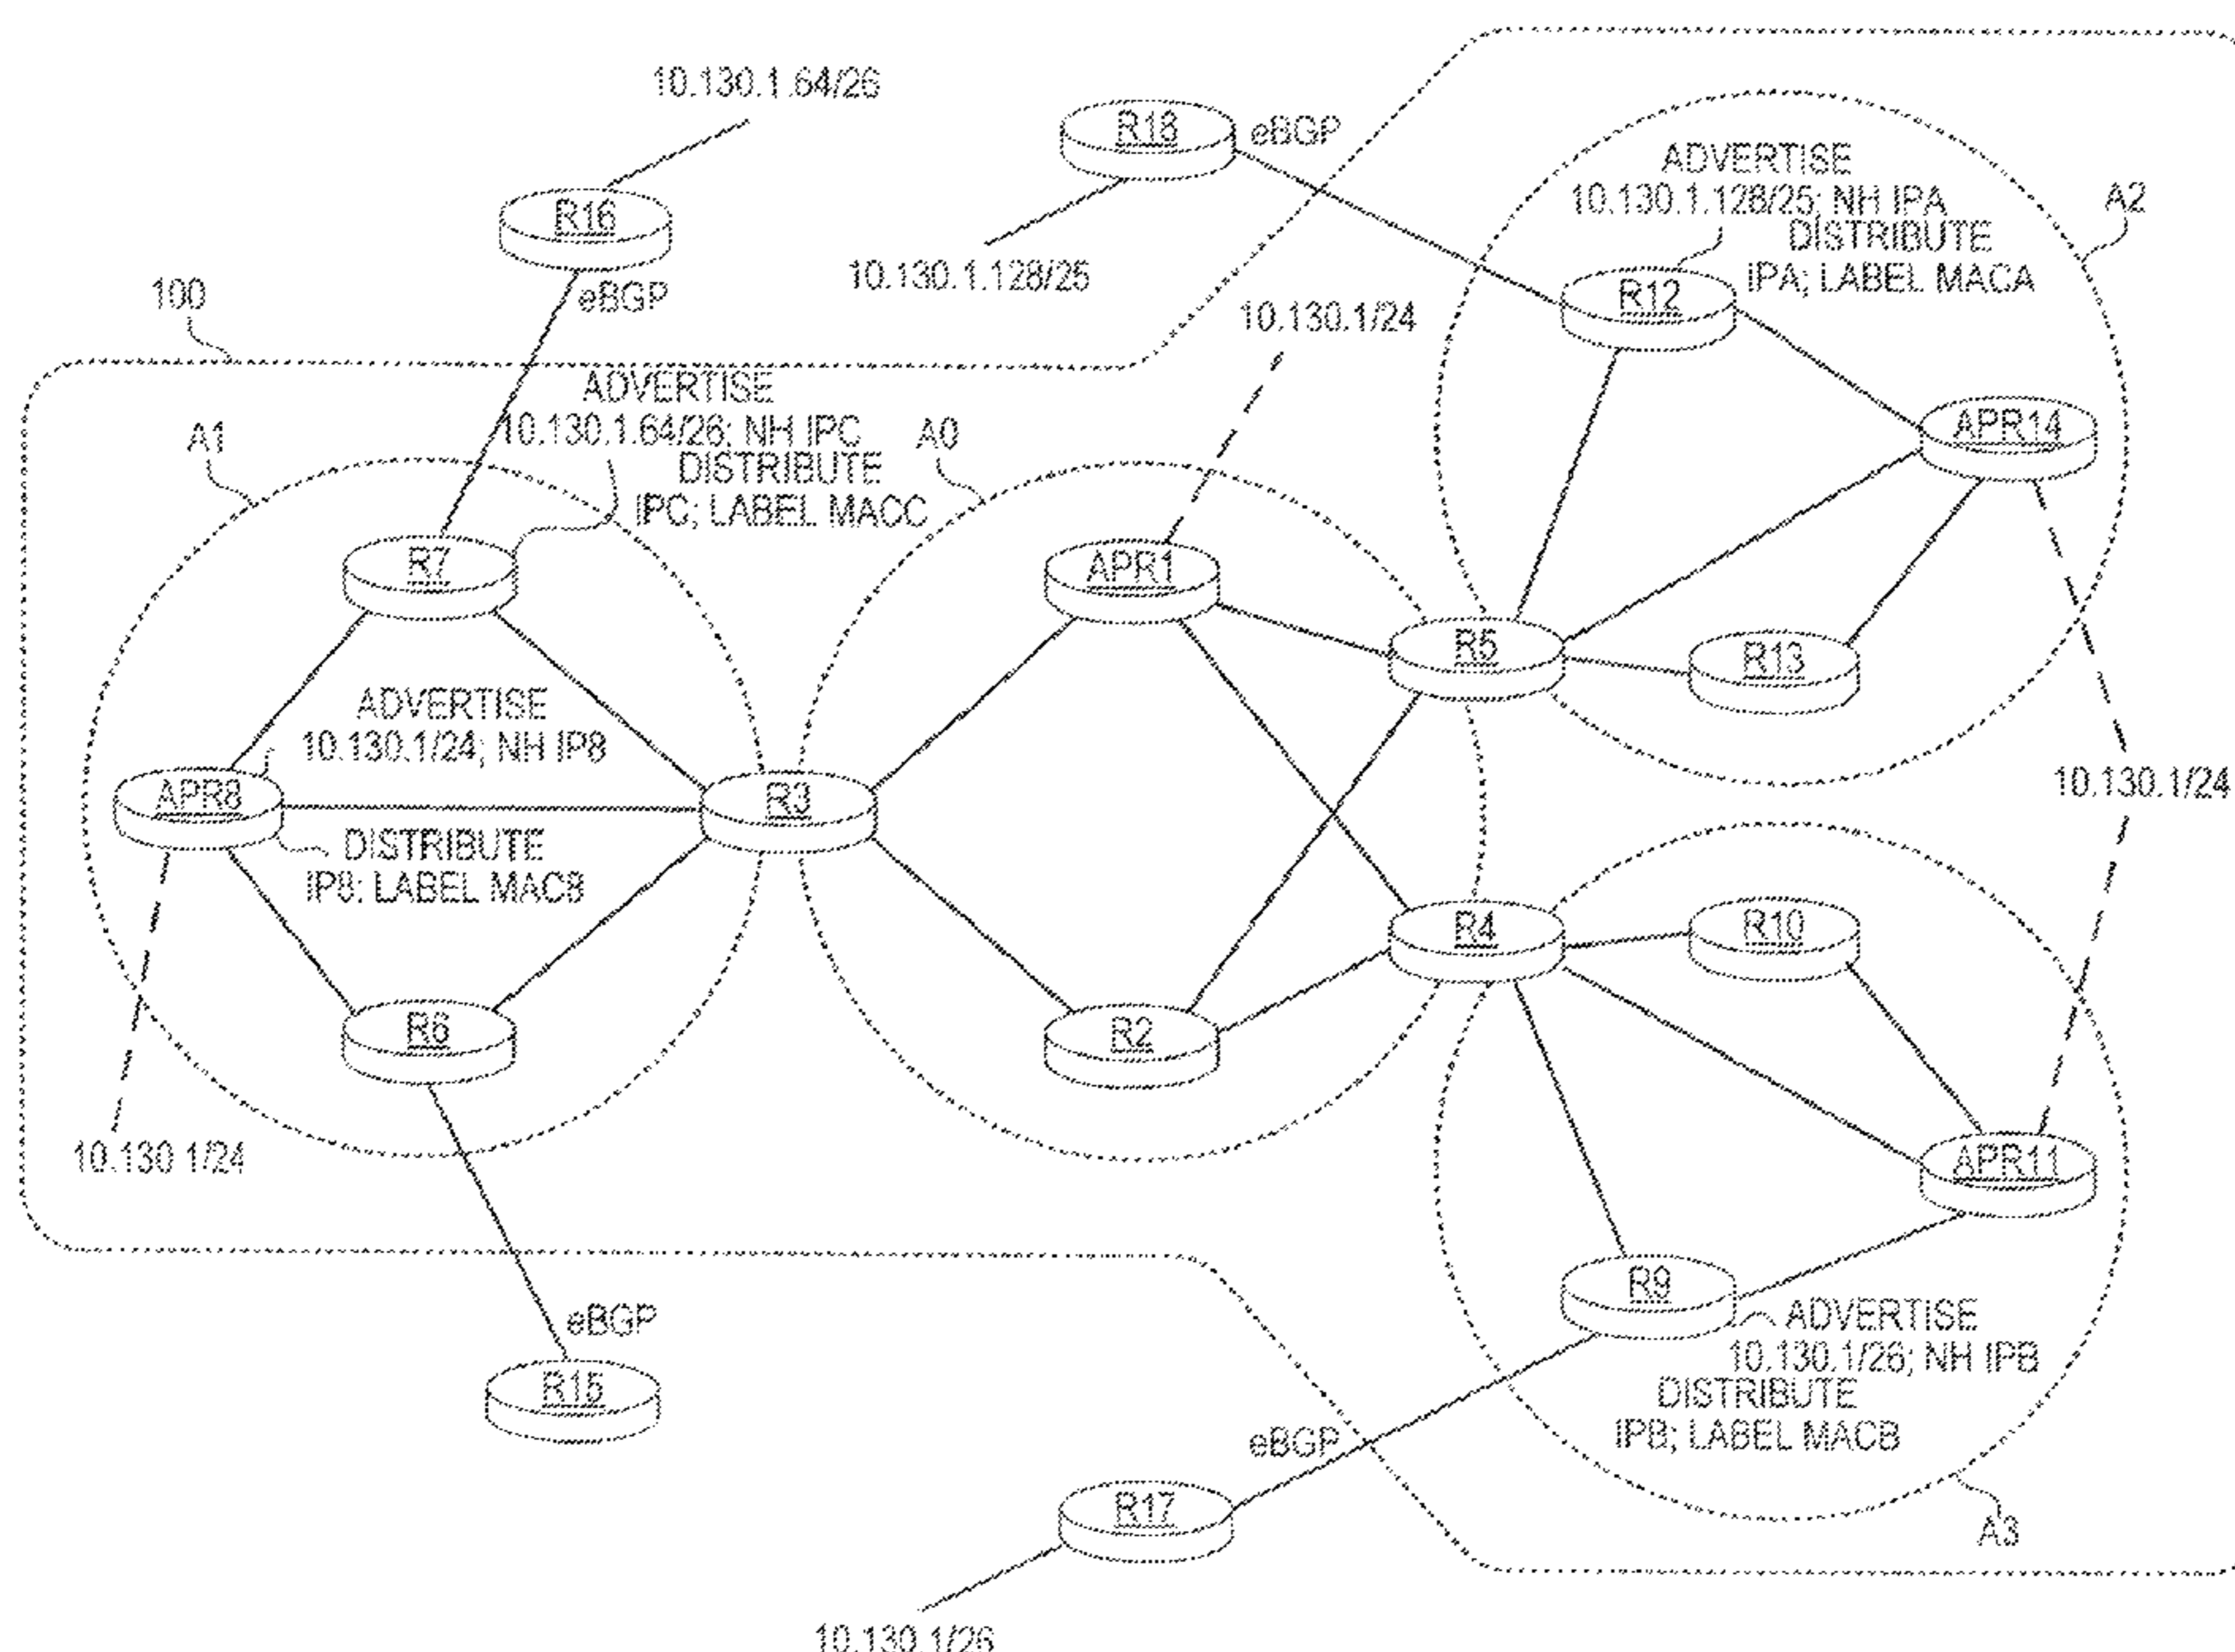 10.130.1.64/26
R18
eBGP
ADVERTISE
10.130.1.128/25; NH IPA
DISTRIBUTE
IPA; LABEL MACA
A2
R16
eBGP
10.130.1.128/25
R12
100
10.130.1/24
ADVERTISE
10.130.1.64/26; NH IPC
DISTRIBUTE
IPC; LABEL MACC
A1
A0
APR14
R7
APR1
R5
R13
ADVERTISE
10.130.1/24; NH IP8
APR8
R3
10.130.1/24
DISTRIBUTE
IP8; LABEL MAC8
R4
R10
R6
R2
10.130.1/24
APR11
R9
ADVERTISE
10.130.1/26; NH IPB
DISTRIBUTE
IPB; LABEL MACB
eBGP
R15
eBGP
R17
A3
10.130.1/26